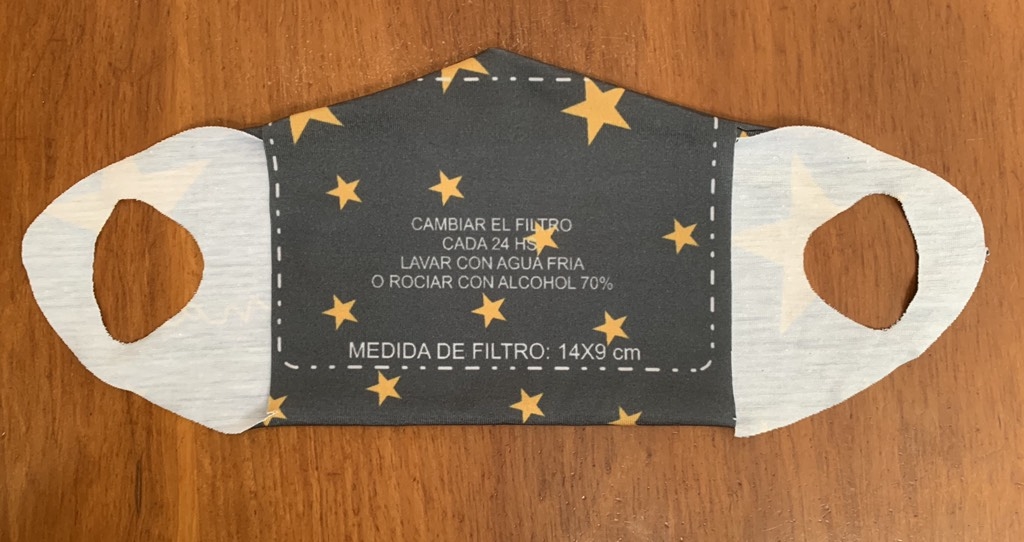 CAMBIAR EL FILTRO
CADA 24 HS
LAVAR CON AGUA FRIA
O ROCIAR CON ALCOHOL 70%
MEDIDA DE FILTRO: 14X9 cm